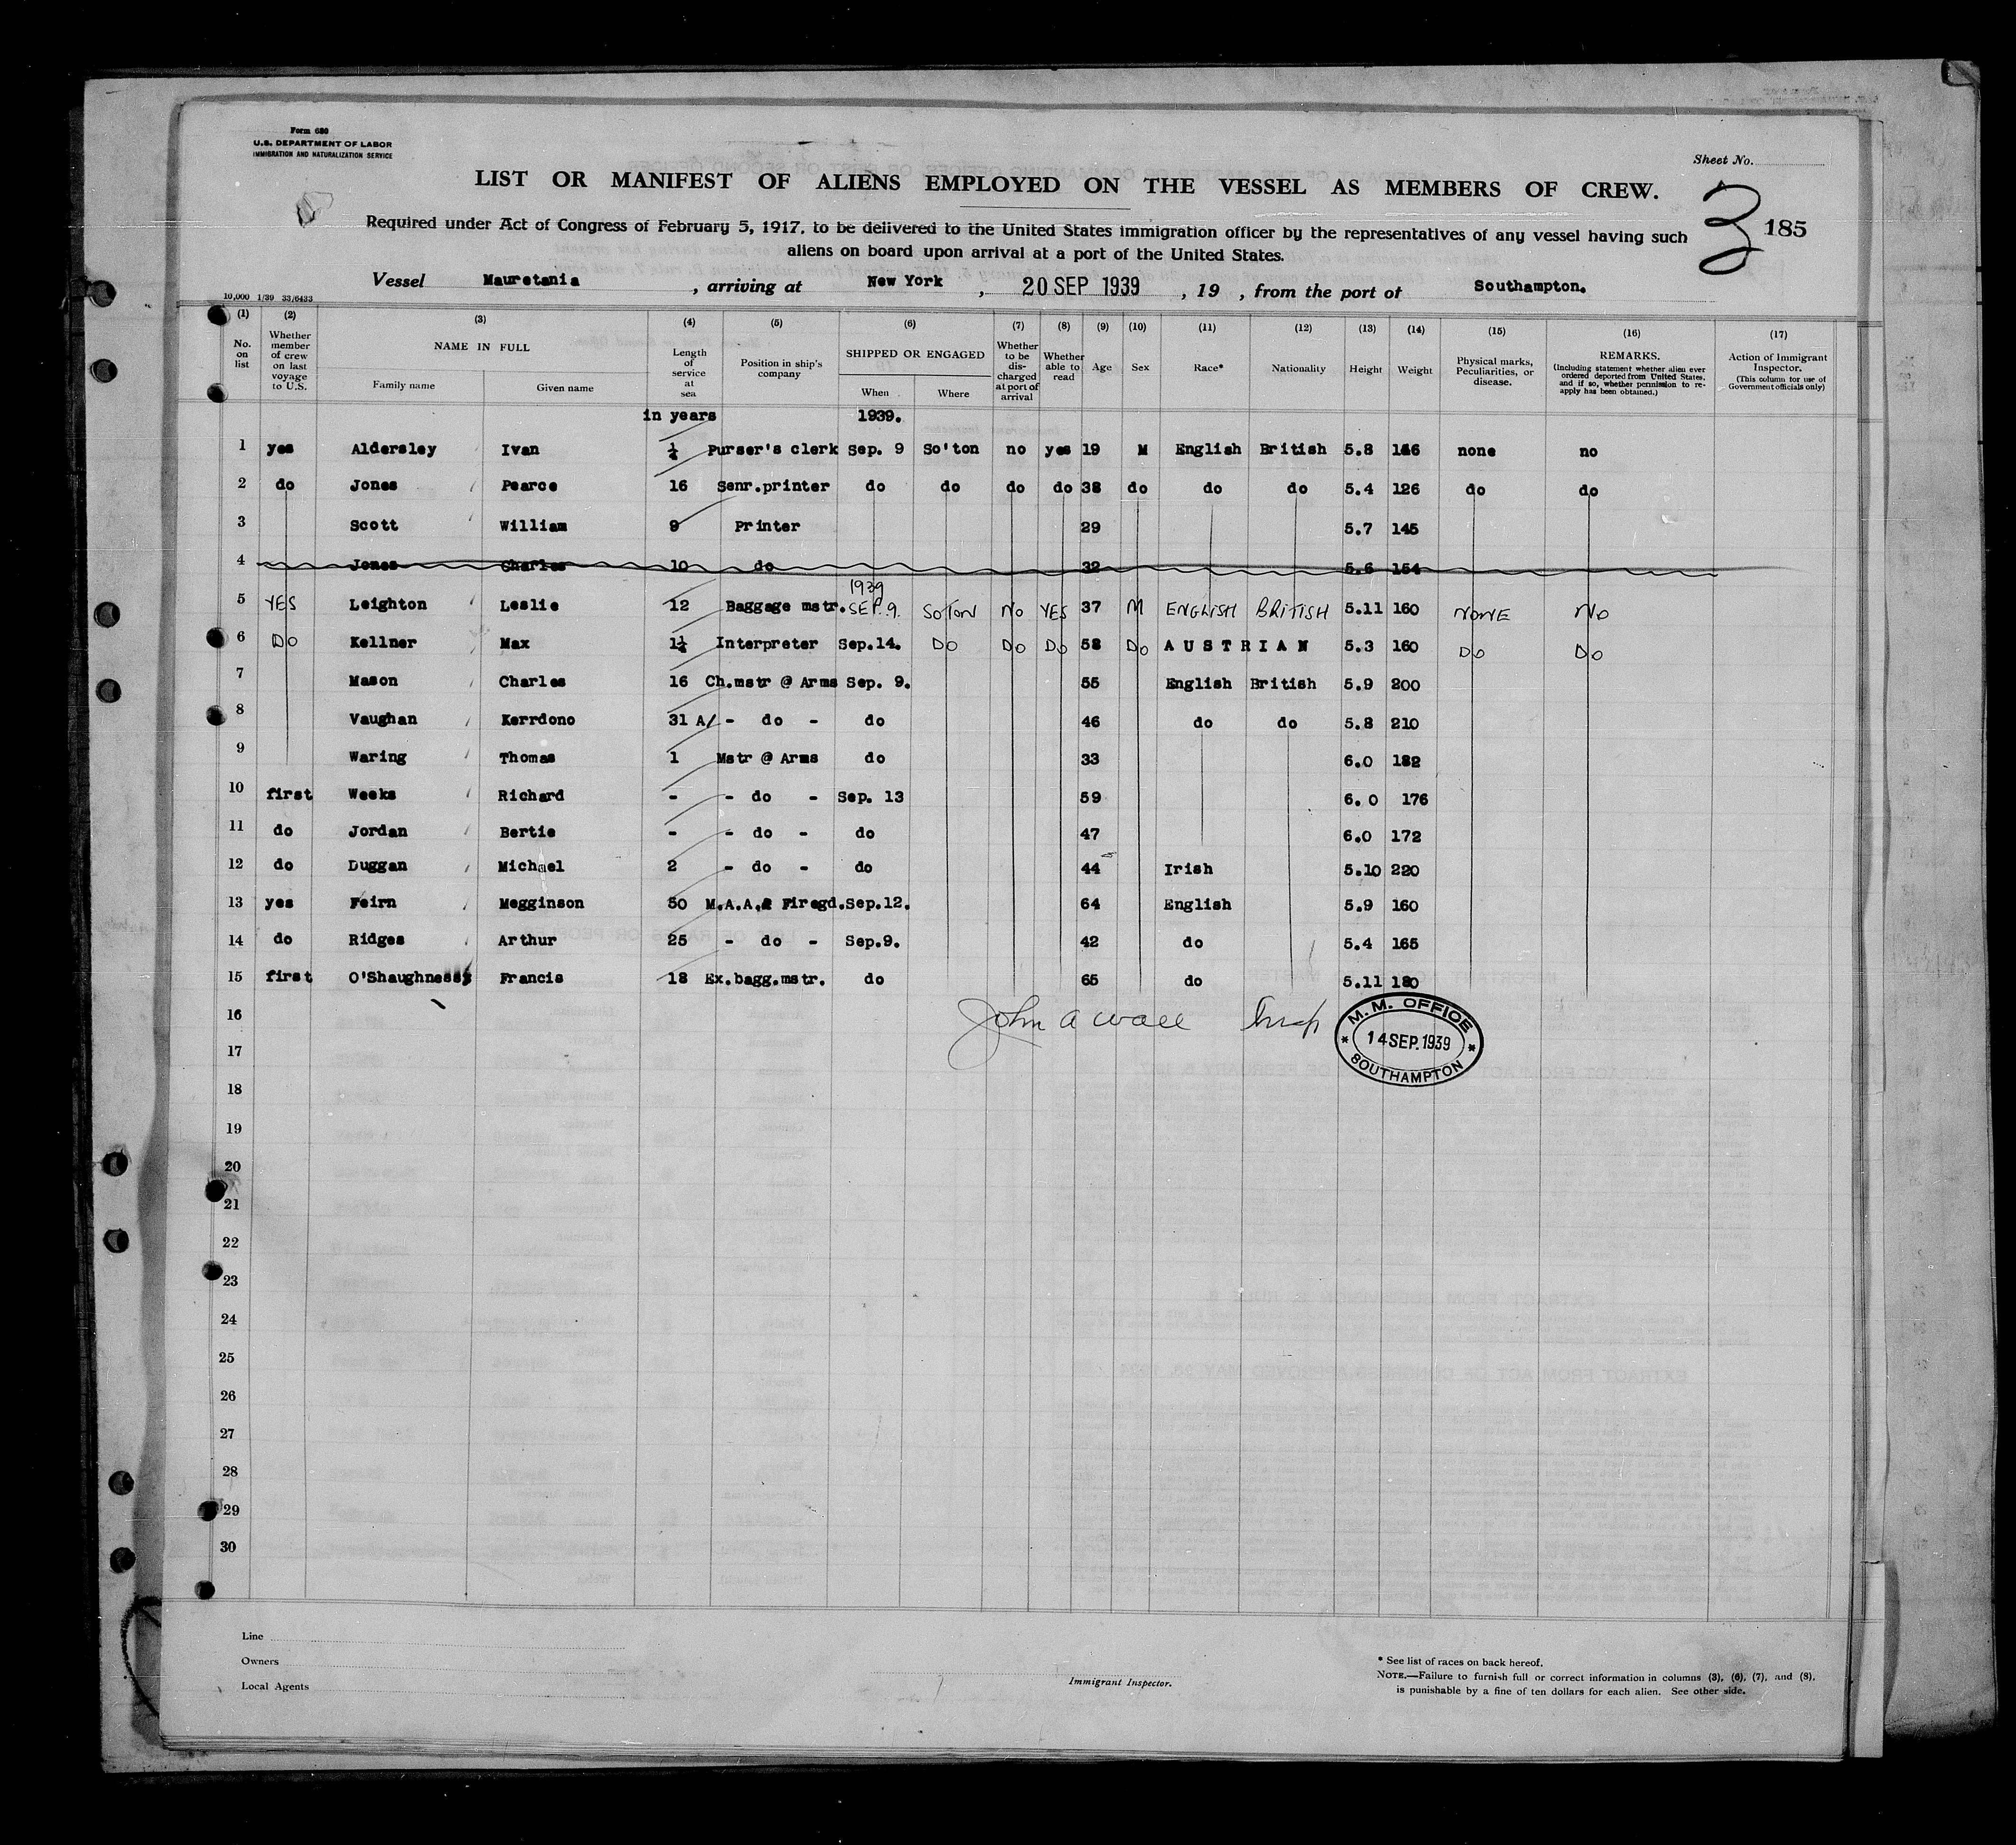 Form 680
U.S. DEPARTMENT OF LABOR
IMMIGRATION AND NATURALIZATION SERVICE
Sheet No.
LIST OR MANIFEST OF ALIENS EMPLOYED ON THE VESSEL AS MEMBERS OF CREW.
3 185
Required under Act of Congress of February 5, 1917, to be delivered to the United States immigration officer by the representatives of any vessel having such
aliens on board upon arrival at a port of the United States.
Vessel Mauretania, arriving at New York, 20 SEP 1939, 19 , from the port of Southampton.
10,000 1/39 33/6433
(1) (2) (3) (4) (5) (6) (7) (8) (9) (10) (11) (12) (13) (14) (15) (16) (17)
No. on list
Whether member of crew on last voyage to U.S.
NAME IN FULL
Family name
Given name
Length of service at sea
Position in ship's company
SHIPPED OR ENGAGED
When
Where
Whether to be discharged at port of arrival
Whether able to read
Age
Sex
Race*
Nationality
Height
Weight
Physical marks, Peculiarities, or disease.
REMARKS.
(Including statement whether alien ever ordered deported from United States, and if so, whether permission to re-apply has been obtained.)
Action of Immigrant Inspector.
(This column for use of Government officials only)
in years 1939.
1 yes Aldersley Ivan ¼ Purser's clerk Sep. 9 So'ton no yes 19 M English British 5.8 146 none no
2 do Jones Pearce 16 Senr.printer do do do do 38 do do do 5.4 126 do do
3 Scott William 9 Printer 29 5.7 145
4 Jones Charles 10 do 32 5.6 154
1939
5 YES Leighton Leslie 12 Baggage mstr. SEP.9. SOTON NO YES 37 M ENGLISH BRITISH 5.11 160 NONE NO
6 DO Kellner Max 1¼ Interpreter Sep.14. DO DO DO 58 DO AUSTRIAN 5.3 160 DO DO
7 Mason Charles 16 Ch.mstr @ Arms Sep. 9. 55 English British 5.9 200
8 Vaughan Kerrdono 31 A/ - do - do 46 do do 5.8 210
9 Waring Thomas 1 Mstr @ Arms do 33 6.0 182
10 first Weeks Richard - - do - Sep. 13 59 6.0 176
11 do Jordan Bertie - - do - do 47 6.0 172
12 do Duggan Michael 2 - do - do 44 Irish 5.10 220
13 yes Feirn Megginson 50 M.A.A.& Firegd. Sep.12. 64 English 5.9 160
14 do Ridges Arthur 25 - do - Sep.9. 42 do 5.4 165
15 first O'Shaughnessy Francis 18 Ex.bagg.mstr. do 65 do 5.11 180
16 John A Wall
M.M. OFFICE
* 14 SEP. 1939 *
SOUTHAMPTON
17
18
19
20
21
22
23
24
25
26
27
28
29
30
Line
Owners
Local Agents
Immigrant Inspector.
* See list of races on back hereof.
NOTE.—Failure to furnish full or correct information in columns (3), (6), (7), and (8),
is punishable by a fine of ten dollars for each alien. See other side.